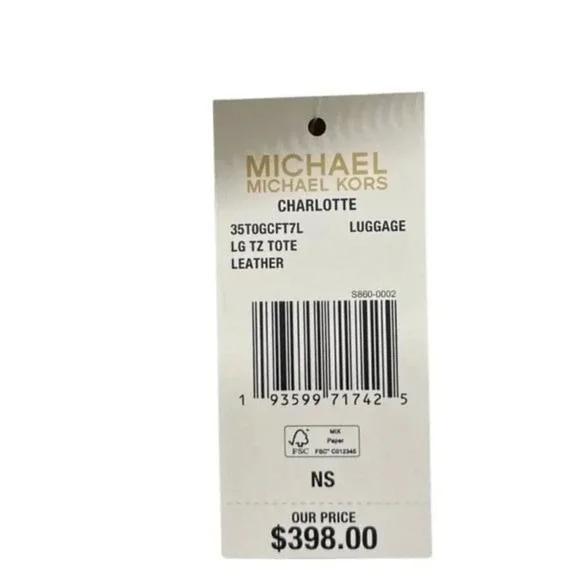 MICHAEL
MICHAEL KORS
CHARLOTTE
35T0GCFT7L LUGGAGE
LG TZ TOTE
LEATHER
S860-0002
1 93599 71742 5
FSC
MIX
Paper
FSC® C012345
NS
OUR PRICE
$398.00